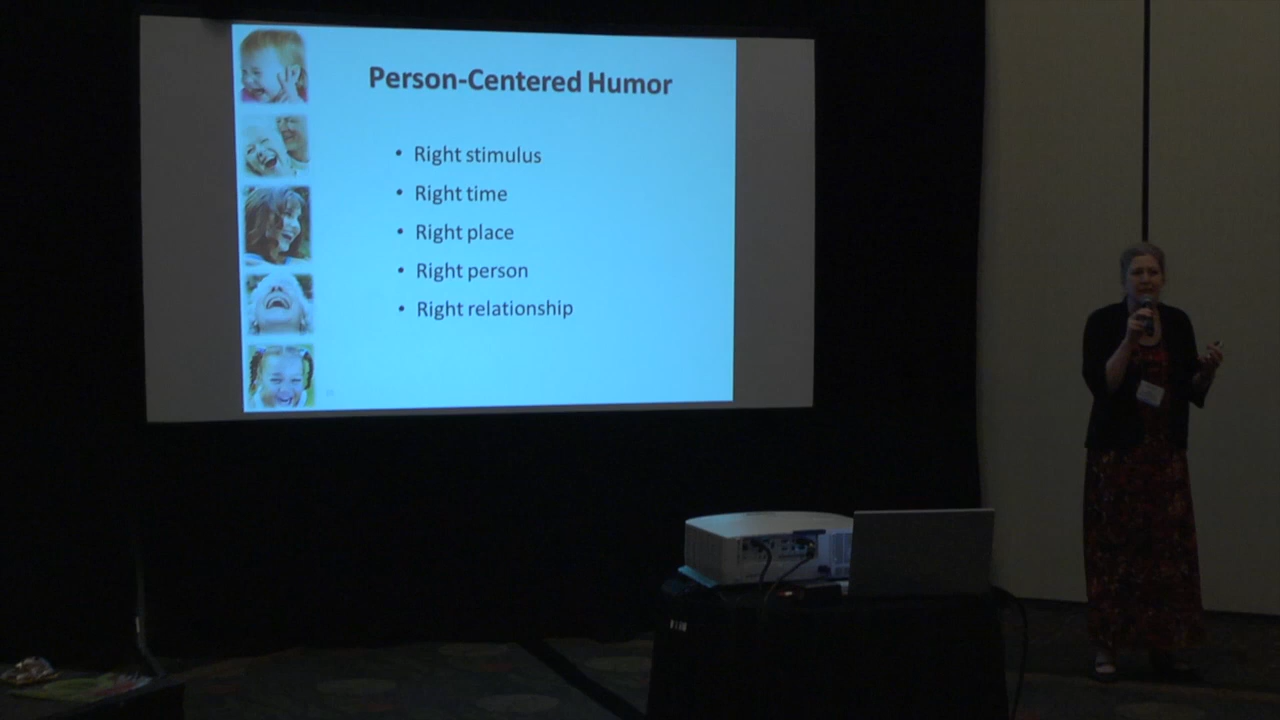 Person-Centered Humor
• Right stimulus
• Right time
• Right place
• Right person
• Right relationship